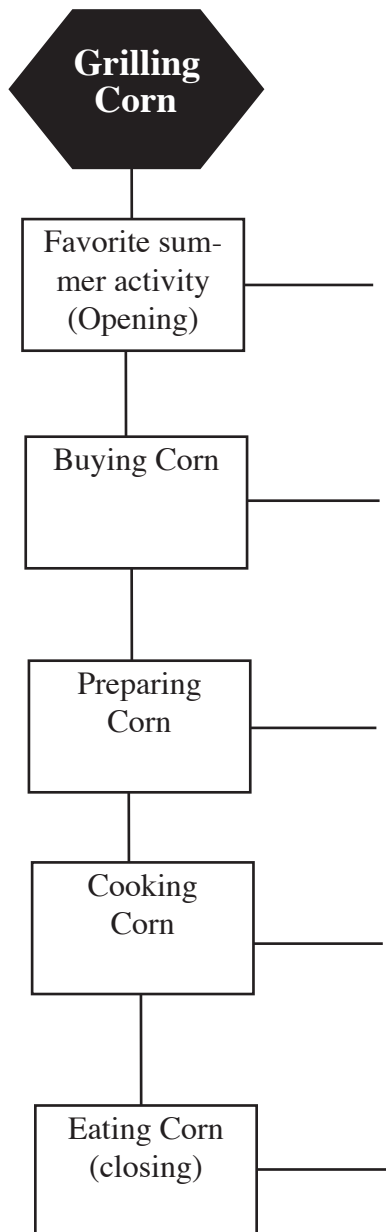 Grilling
Corn
Favorite sum-
mer activity
(Opening)
Buying Corn
Preparing
Corn
Cooking
Corn
Eating Corn
(closing)